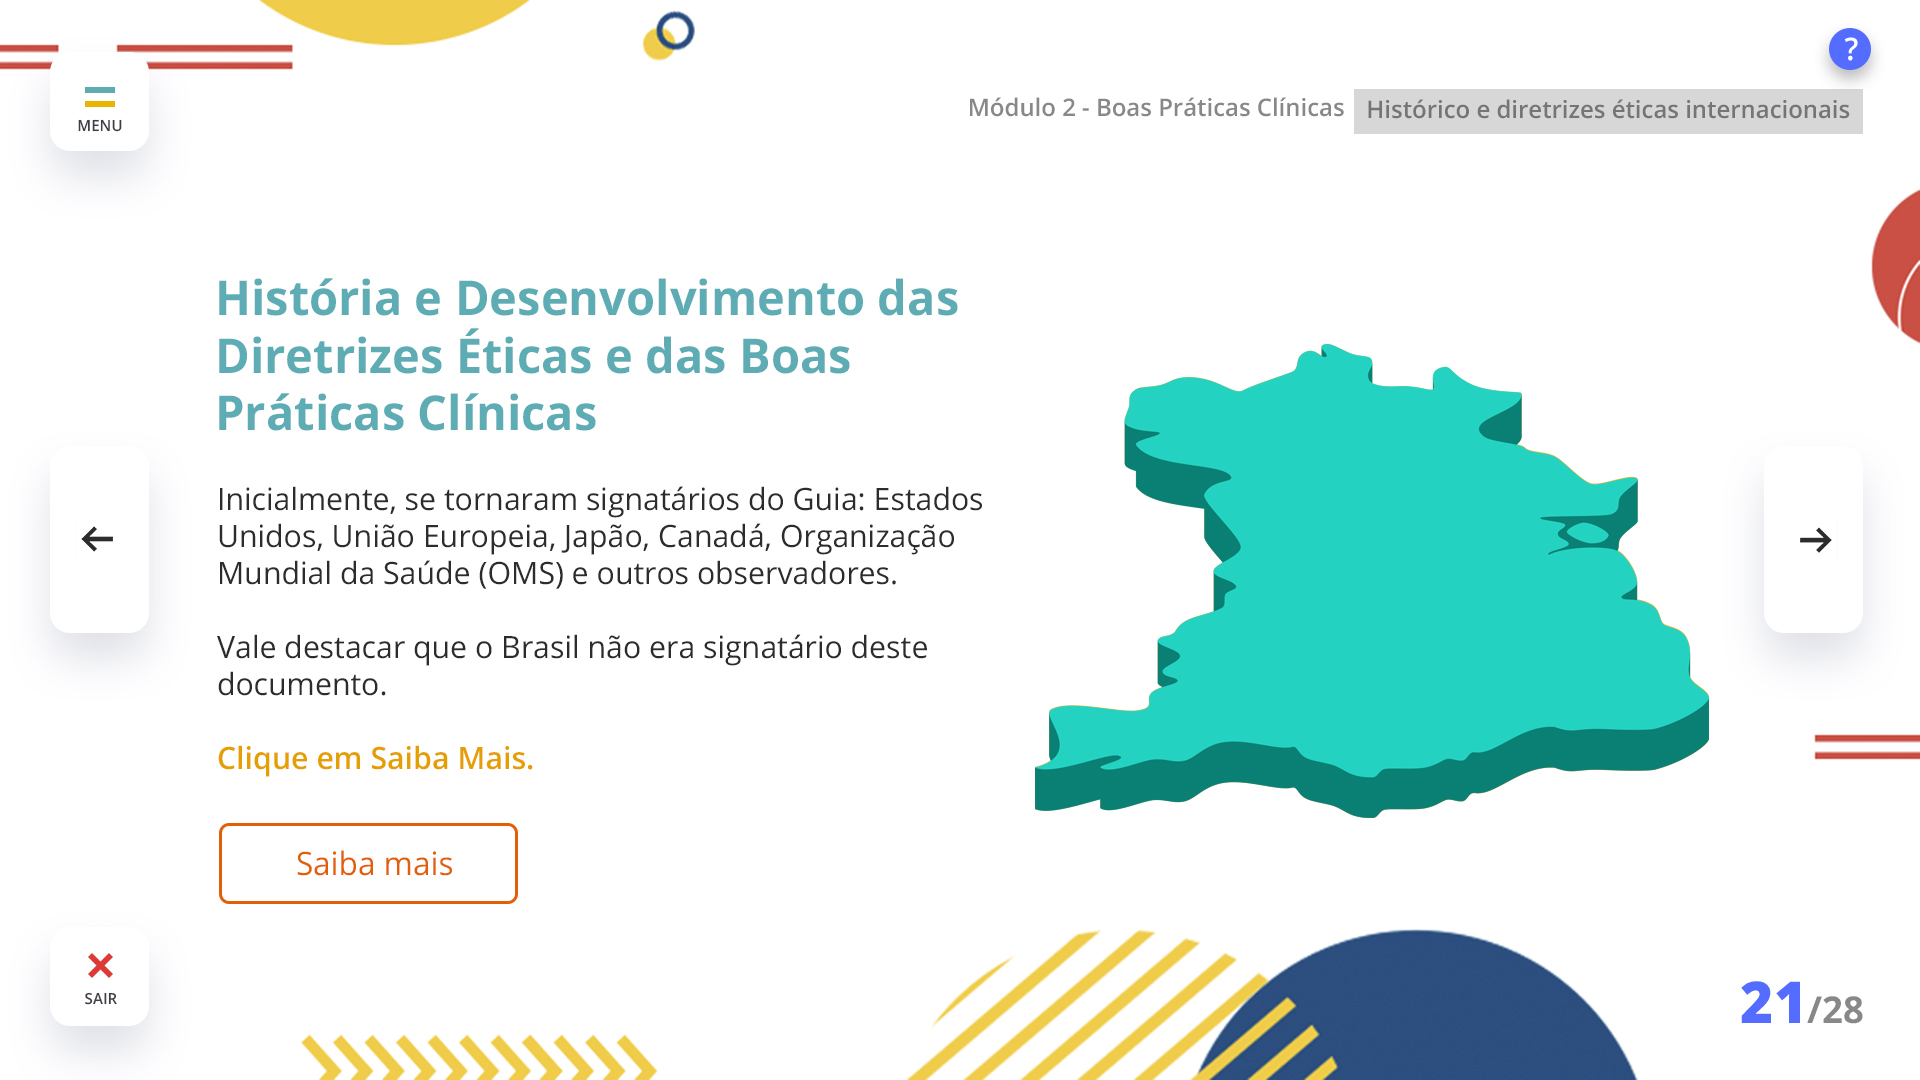 ?
MENU
Módulo 2 - Boas Práticas Clínicas
Histórico e diretrizes éticas internacionais
História e Desenvolvimento das
Diretrizes Éticas e das Boas
Práticas Clínicas
Inicialmente, se tornaram signatários do Guia: Estados
Unidos, União Europeia, Japão, Canadá, Organização
Mundial da Saúde (OMS) e outros observadores.
Vale destacar que o Brasil não era signatário deste
documento.
Clique em Saiba Mais.
Saiba mais
SAIR
21/28